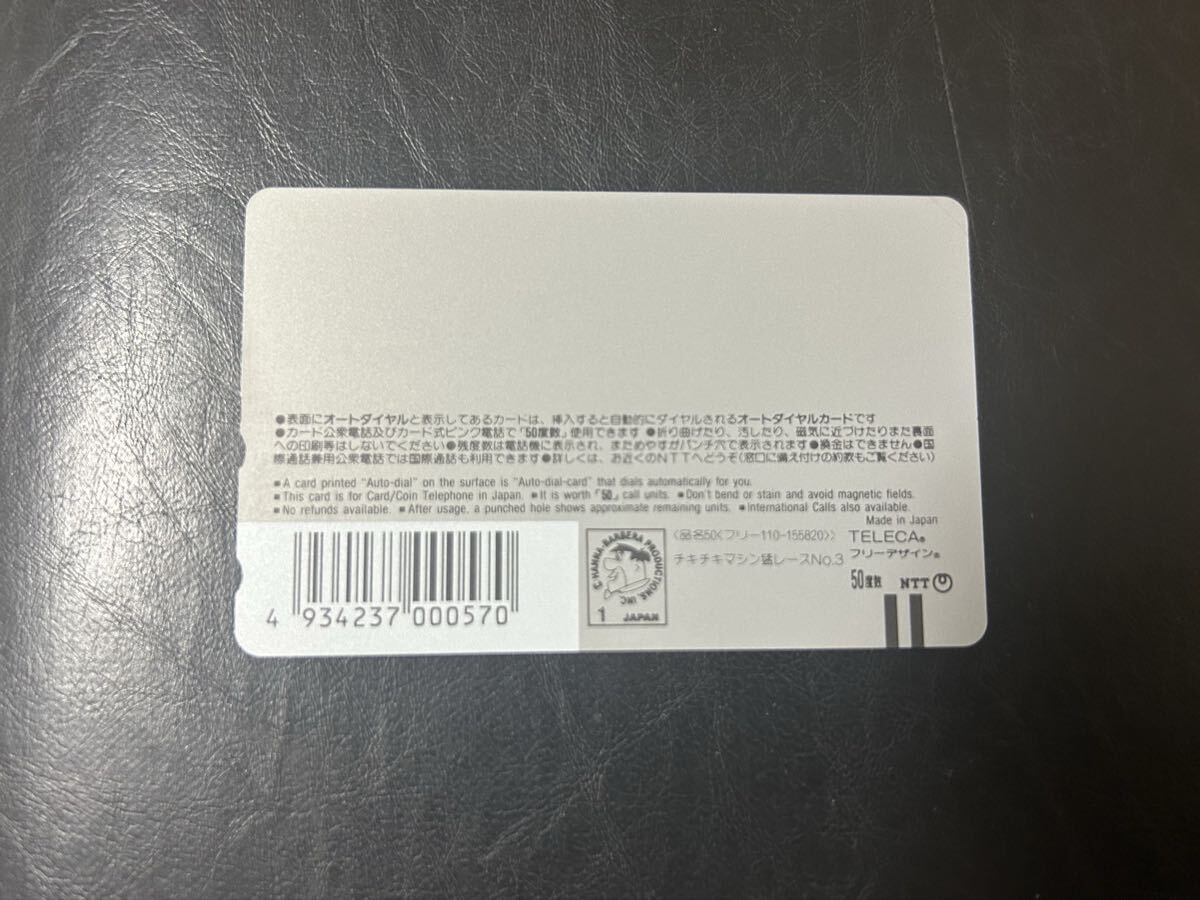 ●表面にオートダイヤルと表示してあるカードは、挿入すると自動的にダイヤルされるオートダイヤルカードです
●カード公衆電話及びカード式ピンク電話で「50度数」使用できます ●折り曲げたり、汚したり、磁気に近づけたりまた裏面
への印刷等はしないでください●残度数は電話機に表示され、まためやすがパンチ穴で表示されます●換金はできません●国
際通話兼用公衆電話では国際通話も利用できます●詳しくは、お近くのNTTへどうぞ(窓口に備え付けの約款もご覧ください)
■A card printed "Auto-dial" on the surface is "Auto-dial-card" that dials automatically for you.
■This card is for Card/Coin Telephone in Japan. ■It is worth「50」call units. ■Don't bend or stain and avoid magnetic fields.
■No refunds available. ■After usage, a punched hole shows approximate remaining units. ■International Calls also available.
Made in Japan
〈品名50〈フリー110-155820〉〉 TELECA®
チキチキマシン猛レースNo.3 フリーデザイン®
50度数 NTT
4 934237 000570
© HANNA-BARBERA PRODUCTIONS, INC.
1 JAPAN